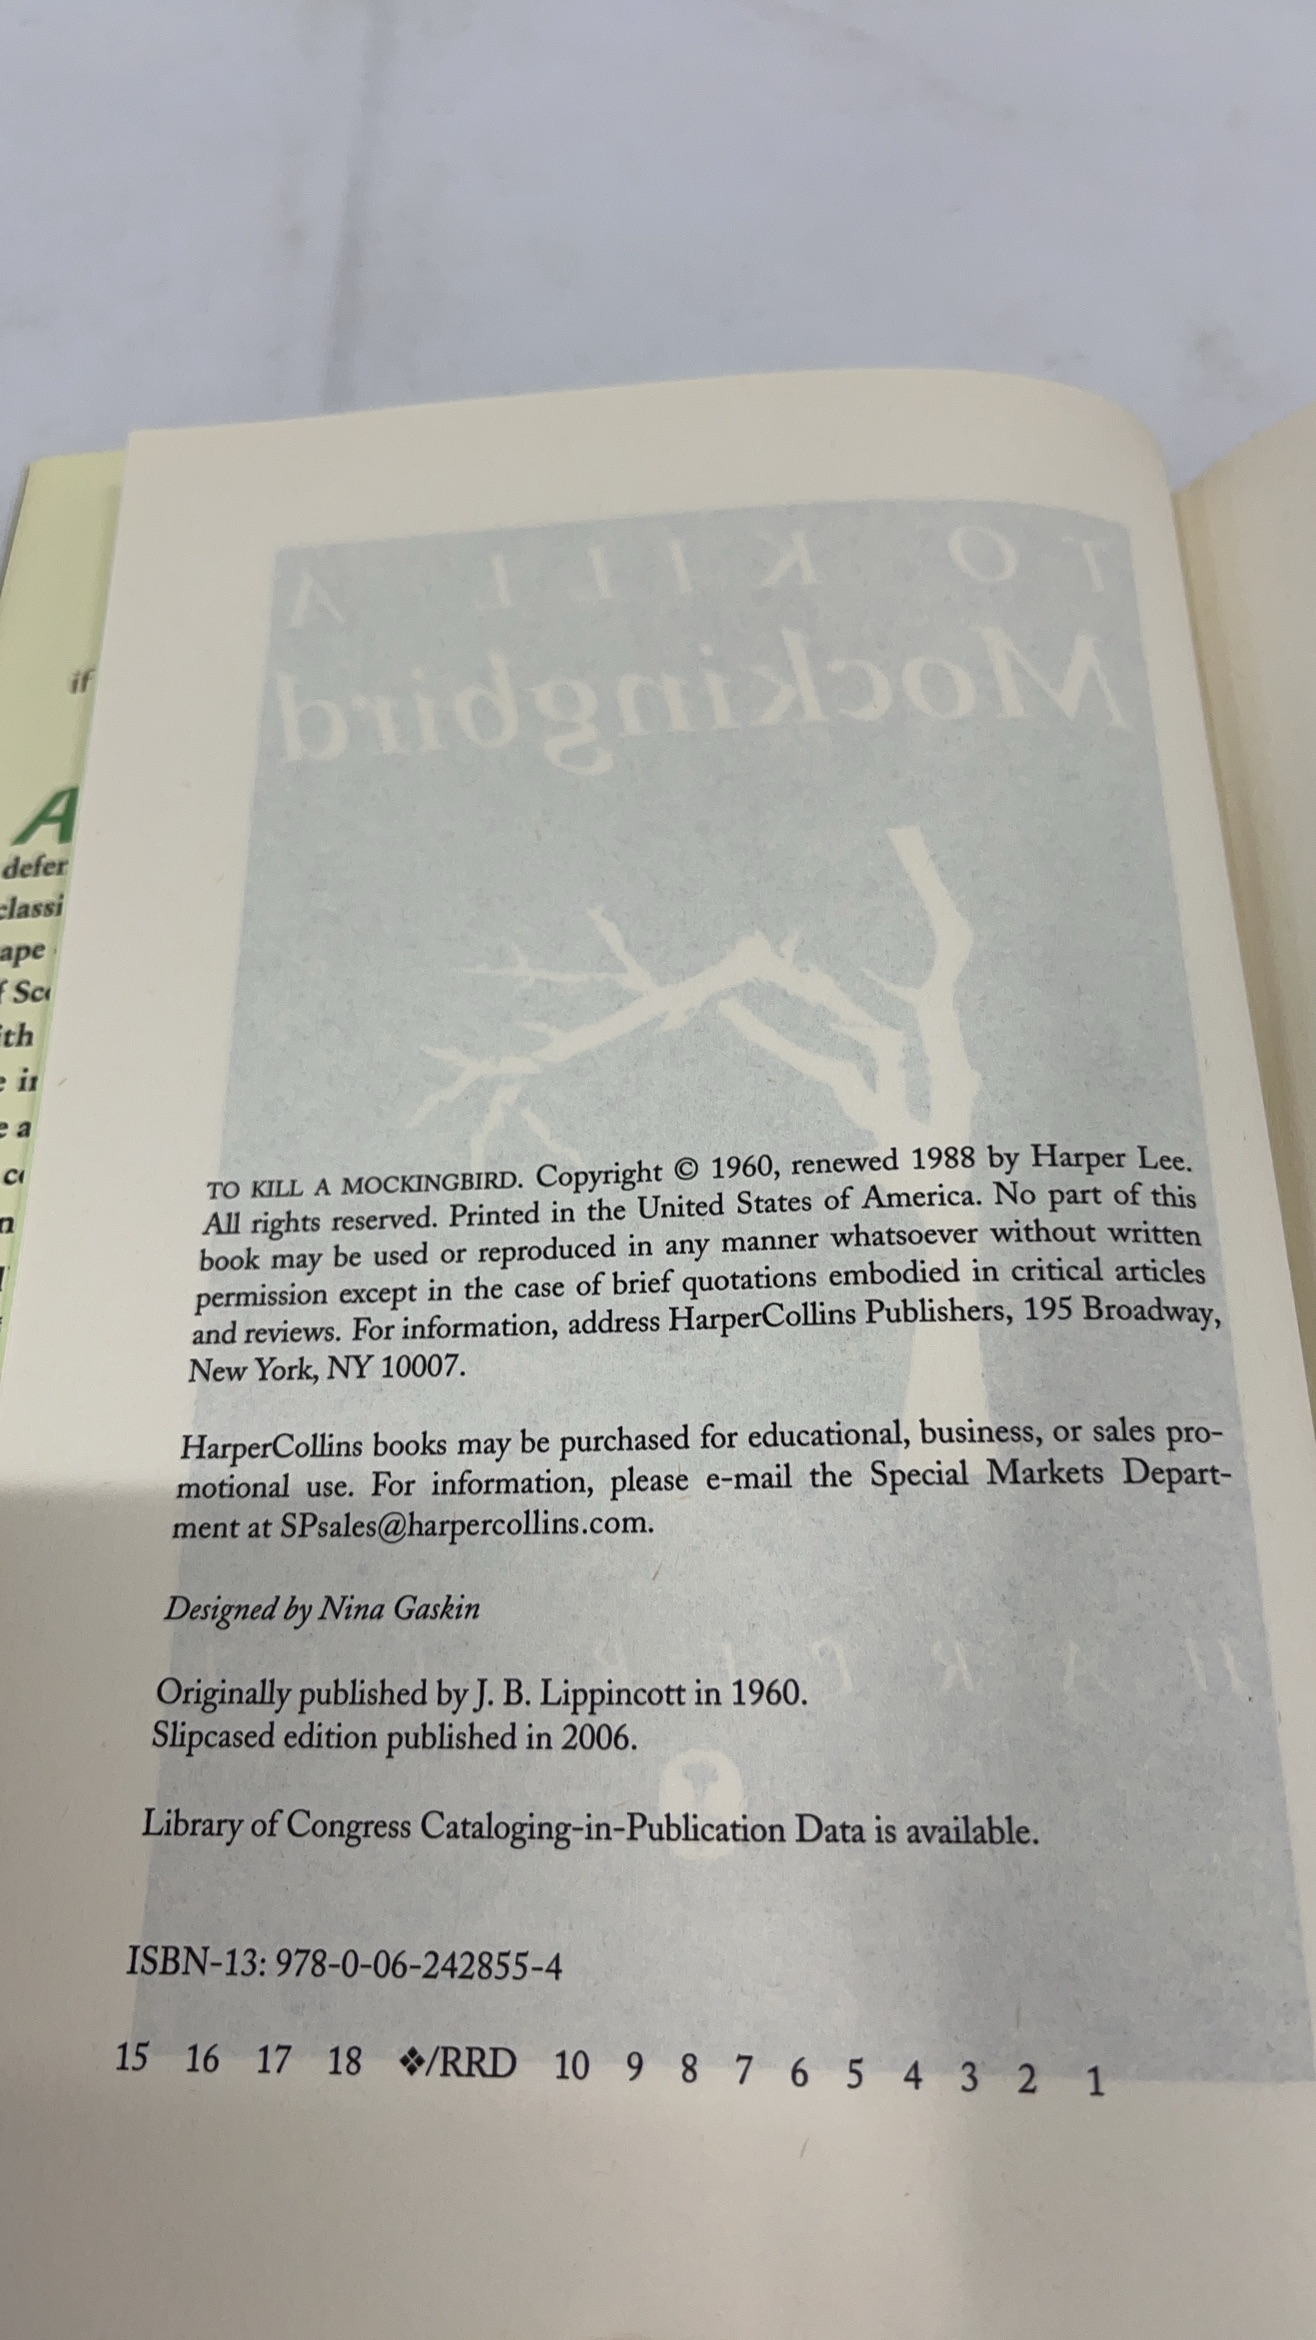 TO KILL A
Mockingbird
TO KILL A MOCKINGBIRD. Copyright © 1960, renewed 1988 by Harper Lee.
All rights reserved. Printed in the United States of America. No part of this
book may be used or reproduced in any manner whatsoever without written
permission except in the case of brief quotations embodied in critical articles
and reviews. For information, address HarperCollins Publishers, 195 Broadway,
New York, NY 10007.
HarperCollins books may be purchased for educational, business, or sales pro-
motional use. For information, please e-mail the Special Markets Depart-
ment at SPsales@harpercollins.com.
Designed by Nina Gaskin
Originally published by J. B. Lippincott in 1960.
Slipcased edition published in 2006.
Library of Congress Cataloging-in-Publication Data is available.
ISBN-13: 978-0-06-242855-4
15 16 17 18 ❖/RRD 10 9 8 7 6 5 4 3 2 1
if
A